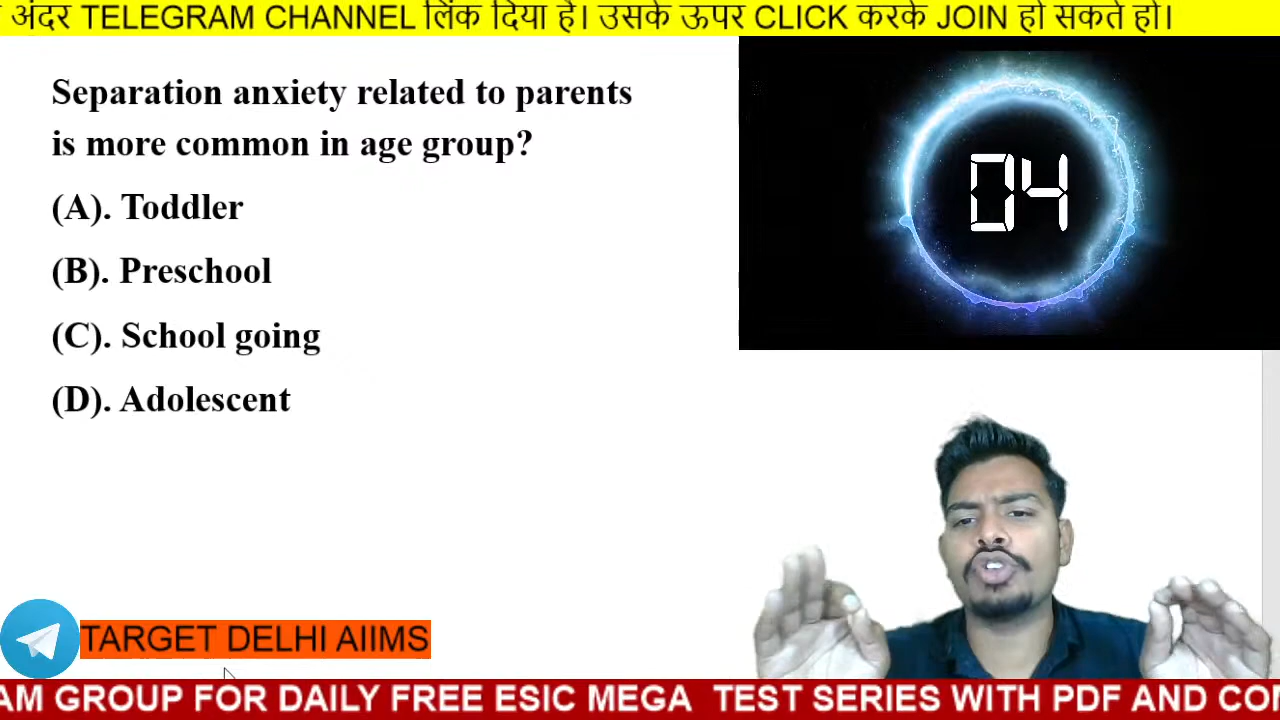 अंदर TELEGRAM CHANNEL लिंक दिया है। उसके ऊपर CLICK करके JOIN हो सकते हो।
Separation anxiety related to parents
is more common in age group?
04
(A). Toddler
(B). Preschool
(C). School going
(D). Adolescent
TARGET DELHI AIIMS
AM GROUP FOR DAILY FREE ESIC MEGA TEST SERIES WITH PDF AND